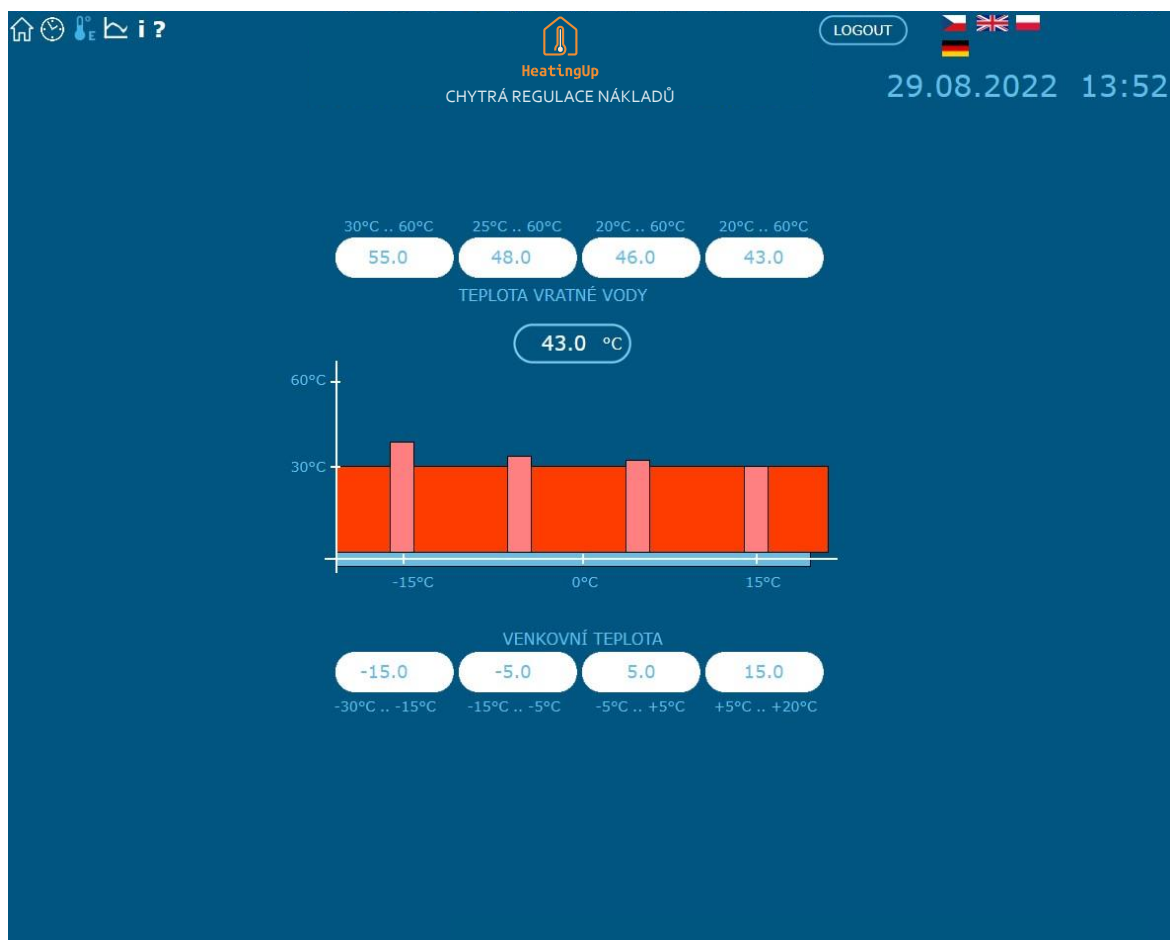 E i ?
LOGOUT
HeatingUp
CHYTRÁ REGULACE NÁKLADŮ
29.08.2022 13:52
30°C .. 60°C 25°C .. 60°C 20°C .. 60°C 20°C .. 60°C
55.0 48.0 46.0 43.0
TEPLOTA VRATNÉ VODY
43.0 °C
60°C
30°C
-15°C 0°C 15°C
VENKOVNÍ TEPLOTA
-15.0 -5.0 5.0 15.0
-30°C .. -15°C -15°C .. -5°C -5°C .. +5°C +5°C .. +20°C